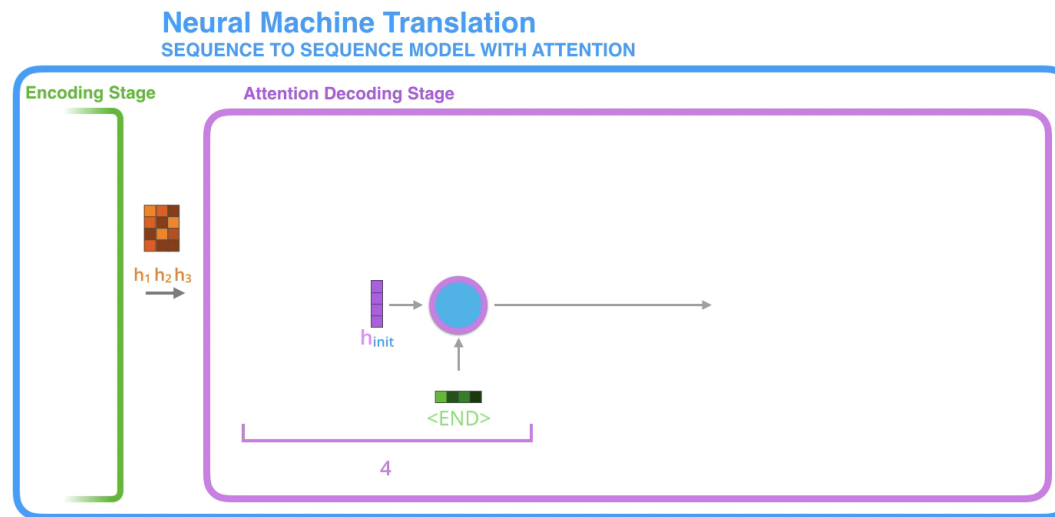 Neural Machine Translation
SEQUENCE TO SEQUENCE MODEL WITH ATTENTION
Encoding Stage
Attention Decoding Stage
h₁ h₂ h₃
hinit
<END>
4